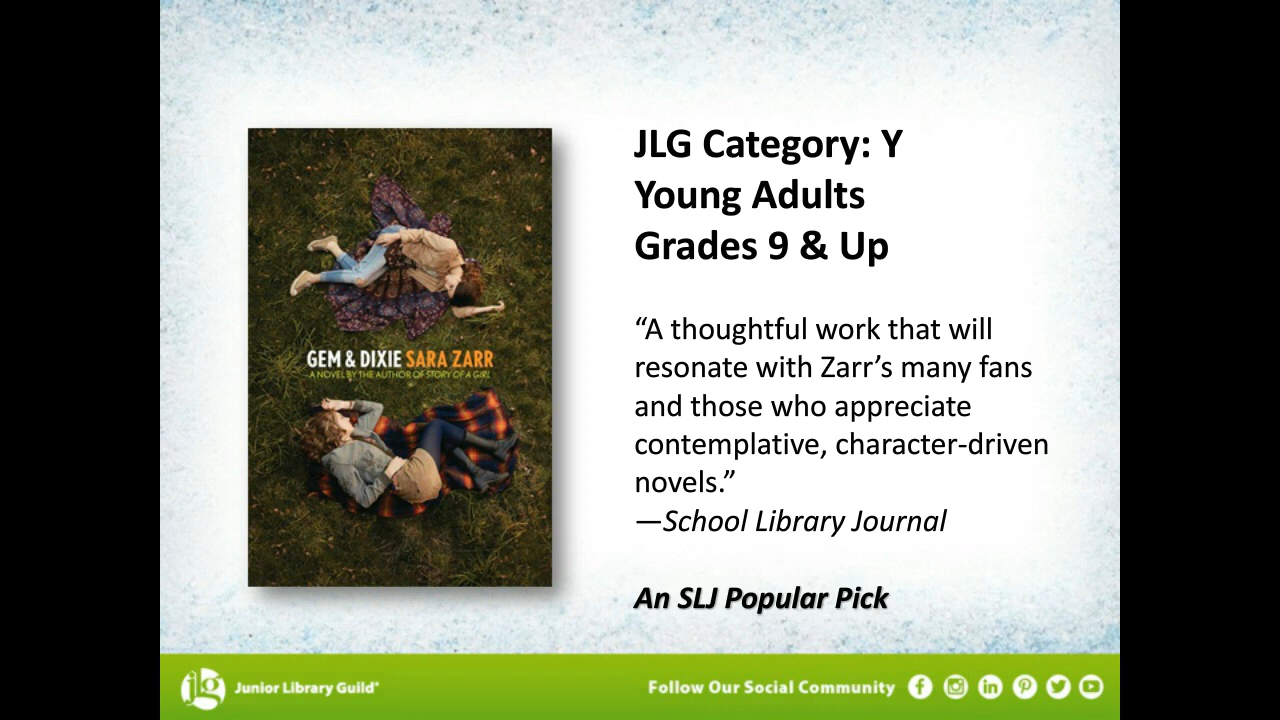 JLG Category: Y
Young Adults
Grades 9 & Up
“A thoughtful work that will
resonate with Zarr’s many fans
and those who appreciate
contemplative, character-driven
novels.”
—School Library Journal
An SLJ Popular Pick
GEM & DIXIE SARA ZARR
A NOVEL BY THE AUTHOR OF STORY OF A GIRL
jlg Junior Library Guild®
Follow Our Social Community